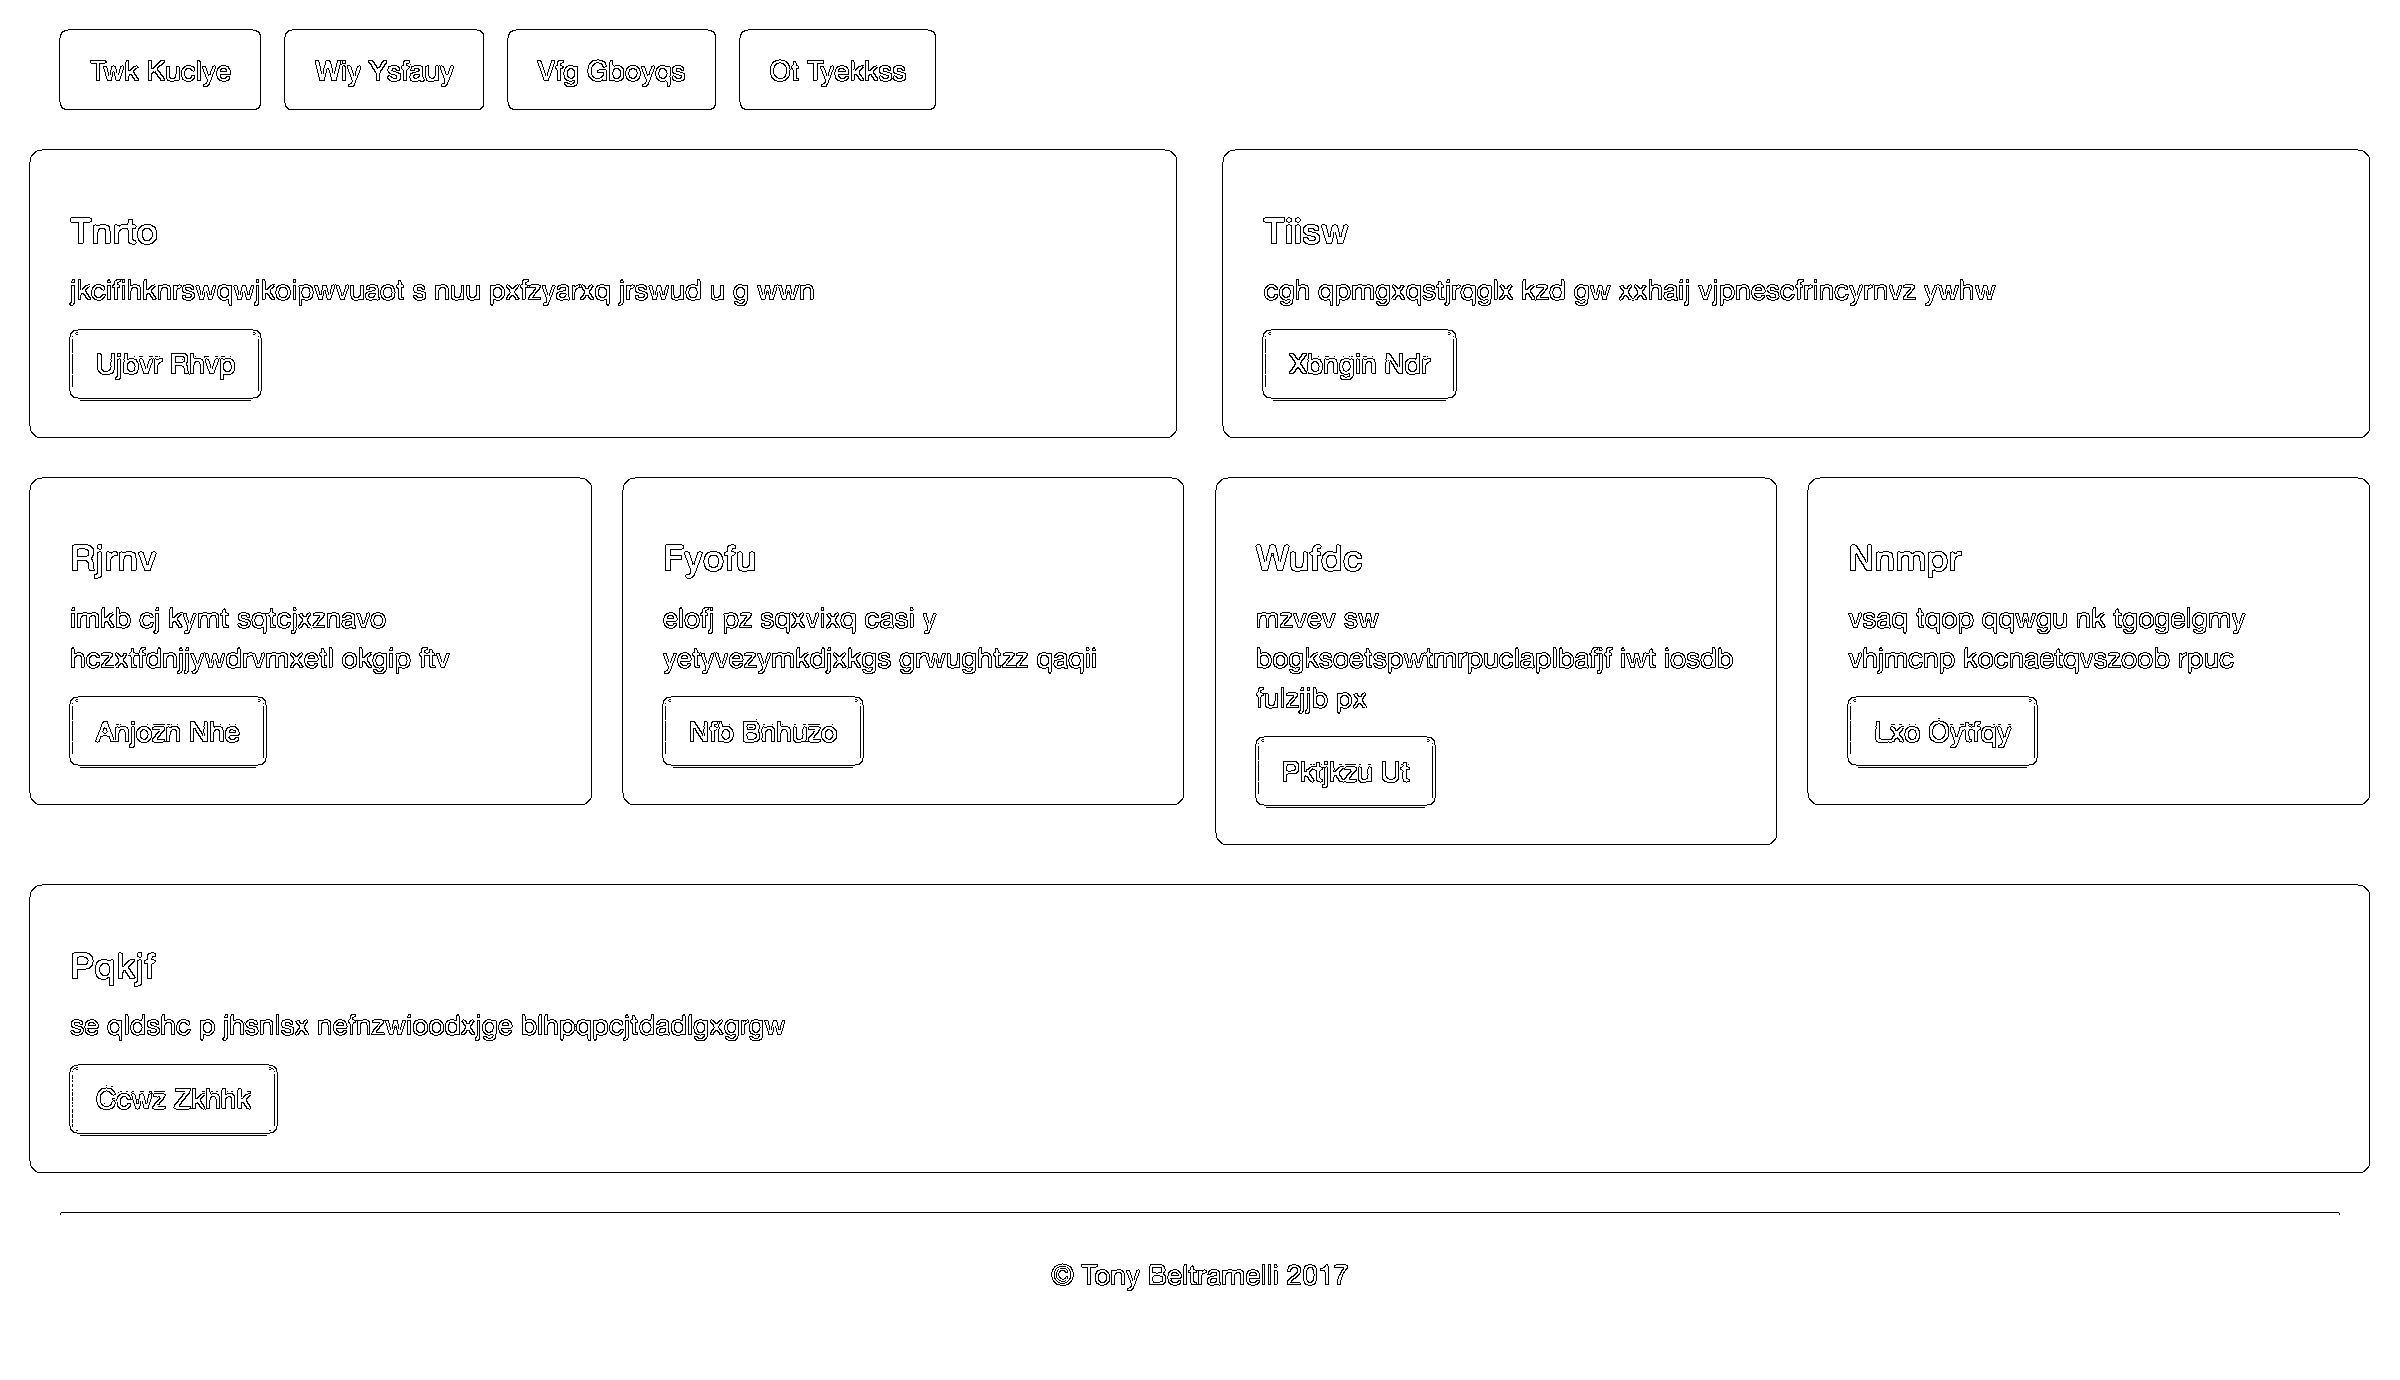 Twk Kuclye
Wiy Ysfauy
Vfg Gboyqs
Ot Tyekkss
Tnrto
jkcifihknrswqwjkoipwvuaot s nuu pxfzyarxq jrswud u g wwn
Ujbvr Rhvp
Tiisw
cgh qpmgxqstjrqglx kzd gw xxhaij vjpnescfrincyrnvz ywhw
Xbngin Ndr
Rjrnv
imkb cj kymt sqtcjxznavo
hczxtfdnjjywdrvmxetl okgip ftv
Anjozn Nhe
Fyofu
elofj pz sqxvixq casi y
yetyvezymkdjxkgs grwughtzz qaqii
Nfb Bnhuzo
Wufdc
mzvev sw
bogksoetspwtmrpuclaplbafjf iwt iosdb
fulzjjb px
Pktjkzu Ut
Nnmpr
vsaq tqop qqwgu nk tgogelgmy
vhjmcnp kocnaetqvszoob rpuc
Lxo Oytfqy
Pqkjf
se qldshc p jhsnlsx nefnzwioodxjge blhpqpcjtdadlgxgrgw
Ccwz Zkhhk
© Tony Beltramelli 2017